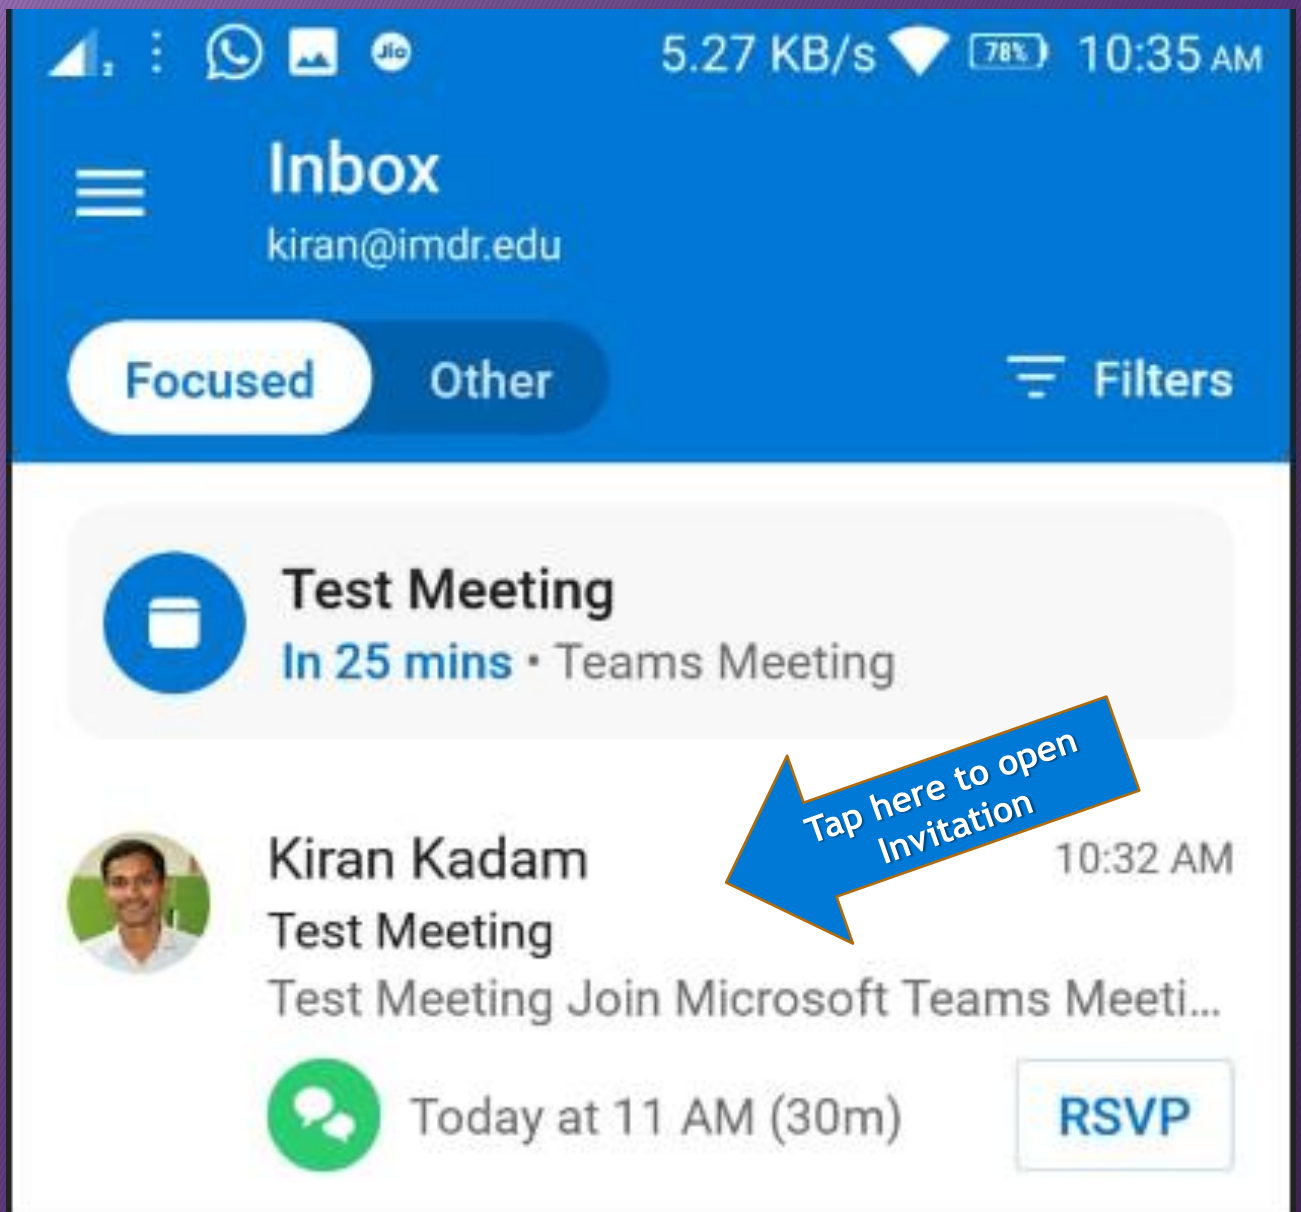 2 Jio 5.27 KB/s 78% 10:35 AM
Inbox
kiran@imdr.edu
Focused Other Filters
Test Meeting
In 25 mins • Teams Meeting
Tap here to open
Invitation
Kiran Kadam 10:32 AM
Test Meeting
Test Meeting Join Microsoft Teams Meeti...
Today at 11 AM (30m) RSVP